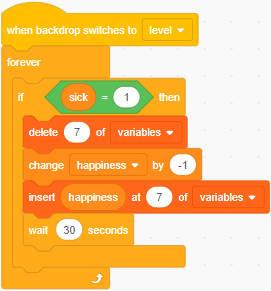 when backdrop switches to level
forever
if sick = 1 then
delete 7 of variables
change happiness by -1
insert happiness at 7 of variables
wait 30 seconds